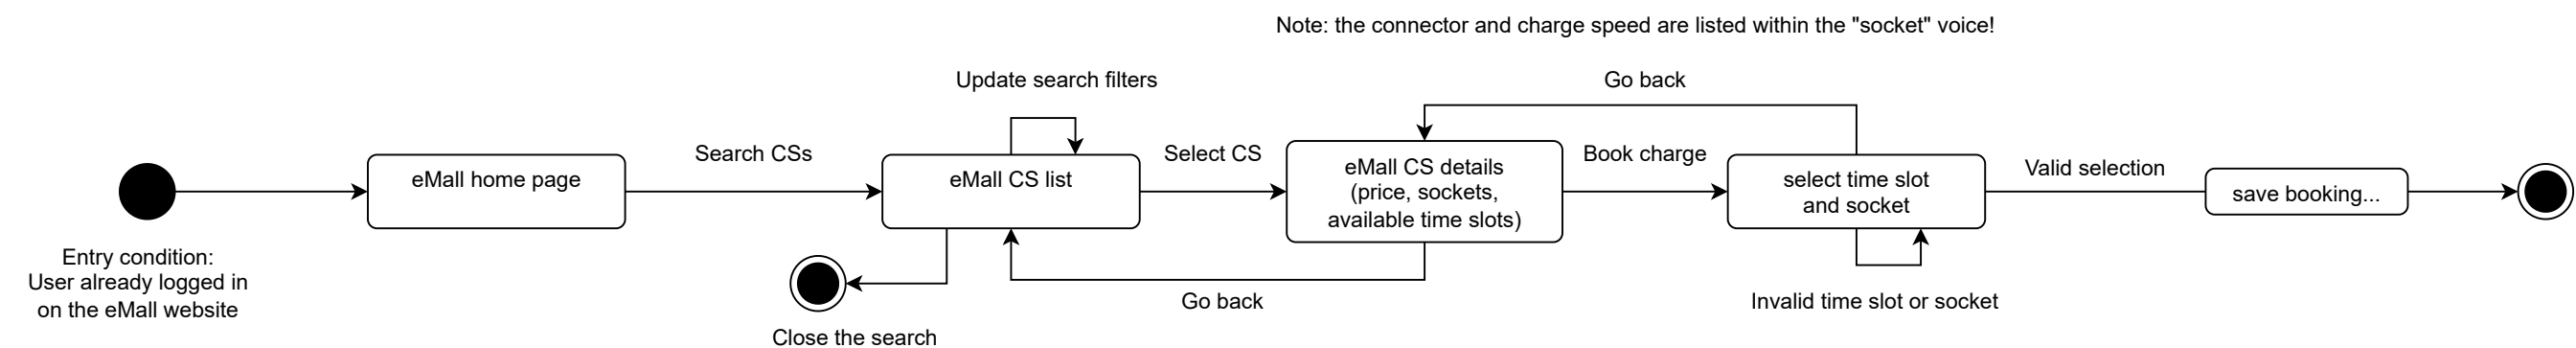 Note: the connector and charge speed are listed within the "socket" voice!
Update search filters
Go back
Search CSs
Select CS
Book charge
Valid selection
eMall home page
eMall CS list
eMall CS details
(price, sockets,
available time slots)
select time slot
and socket
save booking...
Entry condition:
User already logged in
on the eMall website
Close the search
Go back
Invalid time slot or socket